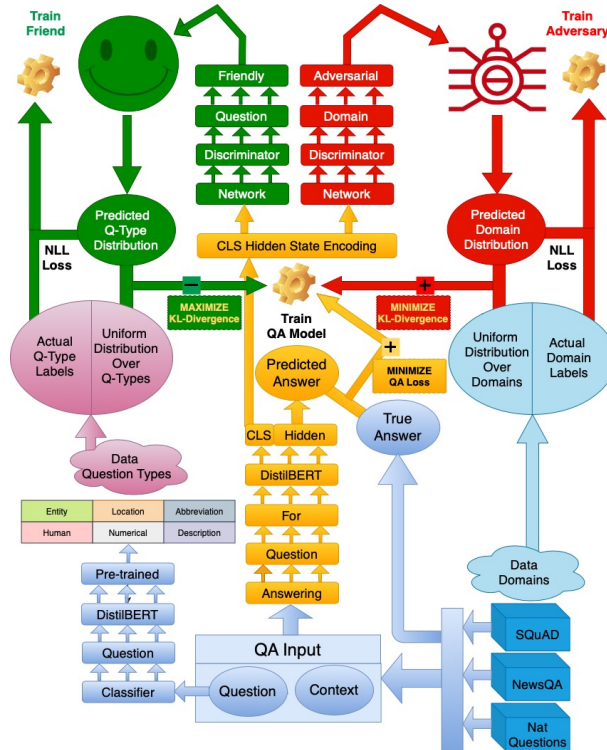 Train
Friend
Train
Adversary
Friendly
Question
Discriminator
Network
Adversarial
Domain
Discriminator
Network
Predicted
Q-Type
Distribution
Predicted
Domain
Distribution
NLL
Loss
NLL
Loss
CLS Hidden State Encoding
−
+
MAXIMIZE
KL-Divergence
Train
QA Model
MINIMIZE
KL-Divergence
Actual
Q-Type
Labels
Uniform
Distribution
Over
Q-Types
Uniform
Distribution
Over
Domains
Actual
Domain
Labels
+
MINIMIZE
QA Loss
Predicted
Answer
True
Answer
CLS
Hidden
DistilBERT
For
Question
Answering
Data
Question Types
Entity
Location
Abbreviation
Human
Numerical
Description
Pre-trained
DistilBERT
Question
Classifier
Data
Domains
QA Input
Question
Context
SQuAD
NewsQA
Nat
Questions